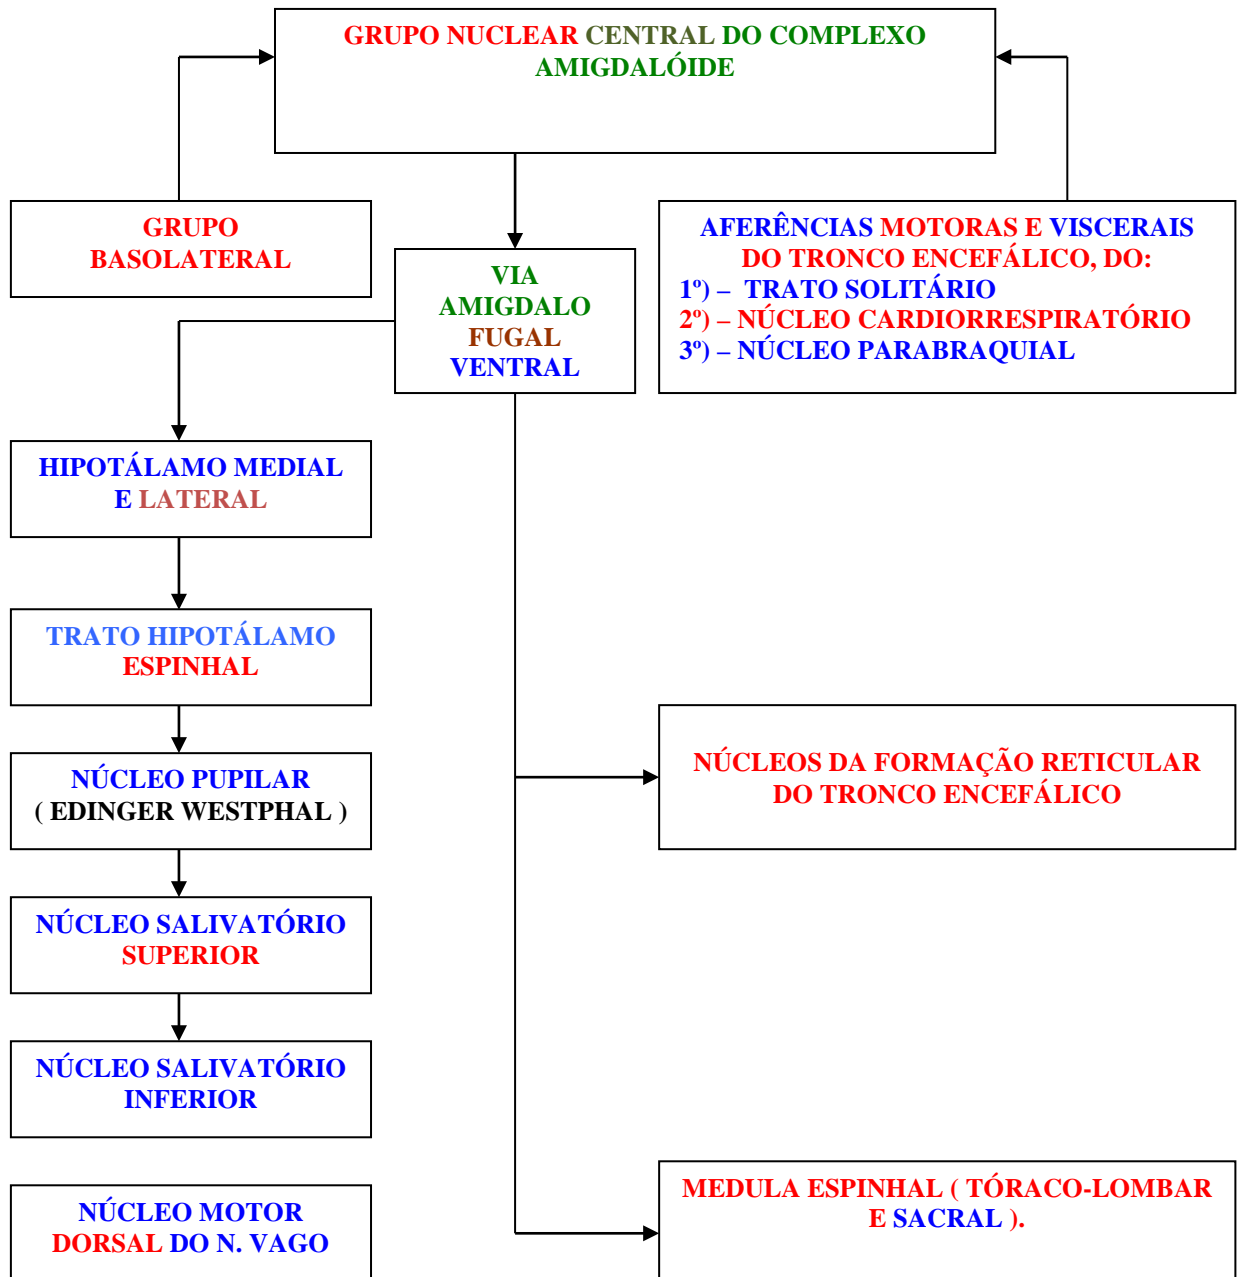 GRUPO NUCLEAR CENTRAL DO COMPLEXO
AMIGDALÓIDE
GRUPO
BASOLATERAL
VIA
AMIGDALO
FUGAL
VENTRAL
AFERÊNCIAS MOTORAS E VISCERAIS
DO TRONCO ENCEFÁLICO, DO:
1º) – TRATO SOLITÁRIO
2º) – NÚCLEO CARDIORRESPIRATÓRIO
3º) – NÚCLEO PARABRAQUIAL
HIPOTÁLAMO MEDIAL
E LATERAL
TRATO HIPOTÁLAMO
ESPINHAL
NÚCLEO PUPILAR
( EDINGER WESTPHAL )
NÚCLEOS DA FORMAÇÃO RETICULAR
DO TRONCO ENCEFÁLICO
NÚCLEO SALIVATÓRIO
SUPERIOR
NÚCLEO SALIVATÓRIO
INFERIOR
NÚCLEO MOTOR
DORSAL DO N. VAGO
MEDULA ESPINHAL ( TÓRACO-LOMBAR
E SACRAL ).